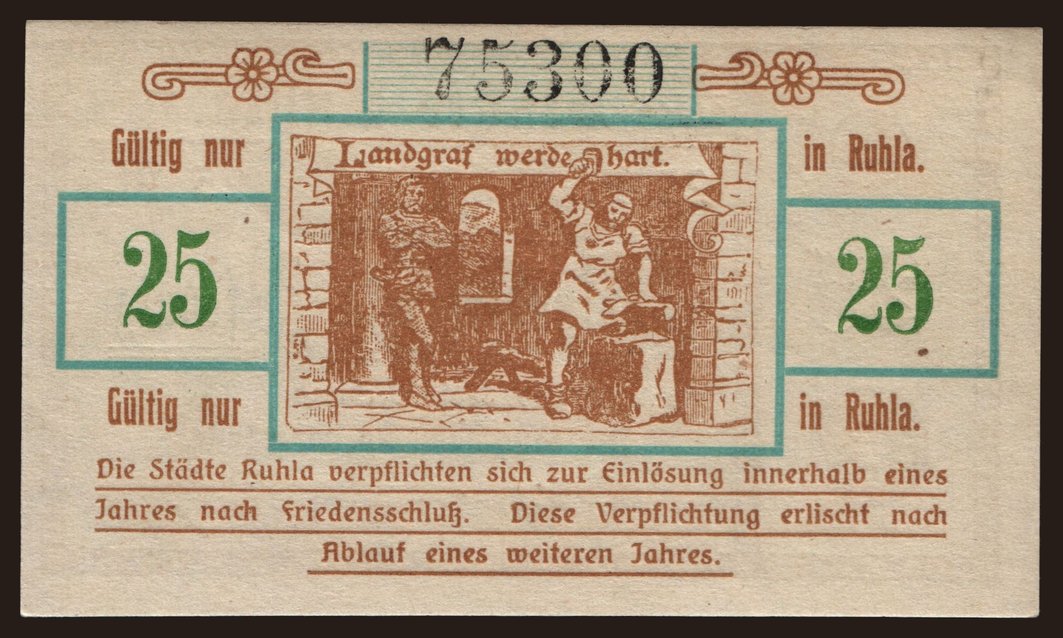 75300
Gültig nur in Ruhla.
Landgraf werde hart.
25 25
Gültig nur in Ruhla.
Die Städte Ruhla verpflichten sich zur Einlösung innerhalb eines
Jahres nach Friedensschluß. Diese Verpflichtung erlischt nach
Ablauf eines weiteren Jahres.